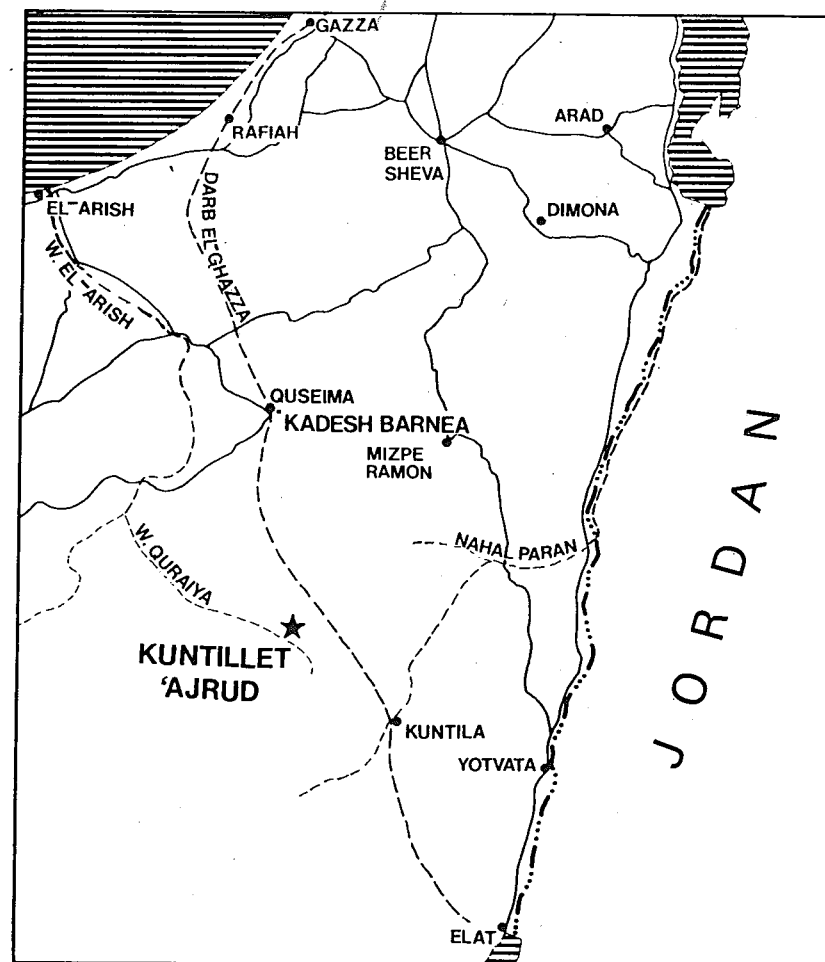 GAZZA
RAFIAH
ARAD
BEER
SHEVA
DIMONA
EL-ARISH
DARB EL GHAZZA
W. EL-ARISH
QUSEIMA
KADESH BARNEA
MIZPE
RAMON
JORDAN
NAHAL PARAN
W. QURAIYA
KUNTILLET
'AJRUD
KUNTILA
YOTVATA
ELAT